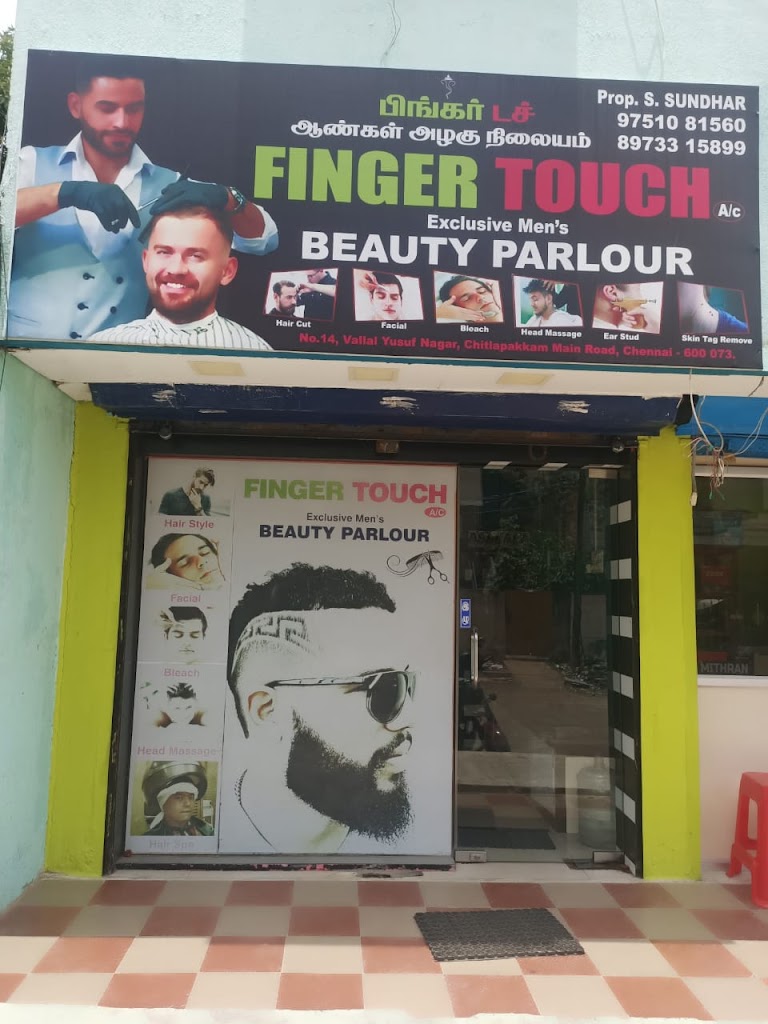 பிங்கர் டச்
ஆண்கள் அழகு நிலையம்
Prop. S. SUNDHAR
97510 81560
89733 15899
FINGER TOUCH A/c
Exclusive Men's
BEAUTY PARLOUR
Hair Cut Facial Bleach Head Massage Ear Stud Skin Tag Remove
No.14, Vallal Yusuf Nagar, Chitlapakkam Main Road, Chennai - 600 073.
FINGER TOUCH
A/C
Exclusive Men's
BEAUTY PARLOUR
Hair Style
Facial
Bleach
Head Massage
Hair Spa
MITHRAN